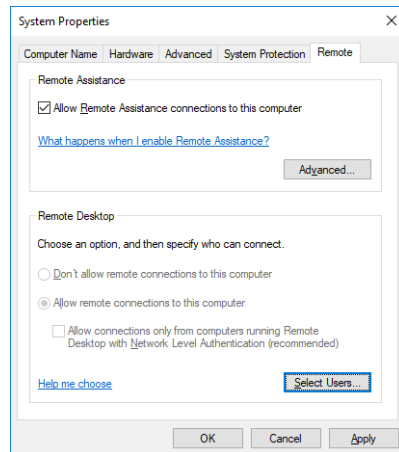 System Properties
Computer Name Hardware Advanced System Protection Remote
Remote Assistance
Allow Remote Assistance connections to this computer
What happens when I enable Remote Assistance?
Advanced...
Remote Desktop
Choose an option, and then specify who can connect.
Don't allow remote connections to this computer
Allow remote connections to this computer
Allow connections only from computers running Remote
Desktop with Network Level Authentication (recommended)
Help me choose Select Users...
OK Cancel Apply